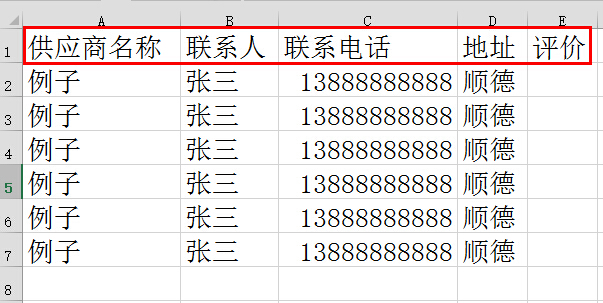 A B C D E
1 供应商名称 联系人 联系电话 地址 评价
2 例子 张三 13888888888 顺德
3 例子 张三 13888888888 顺德
4 例子 张三 13888888888 顺德
5 例子 张三 13888888888 顺德
6 例子 张三 13888888888 顺德
7 例子 张三 13888888888 顺德
8